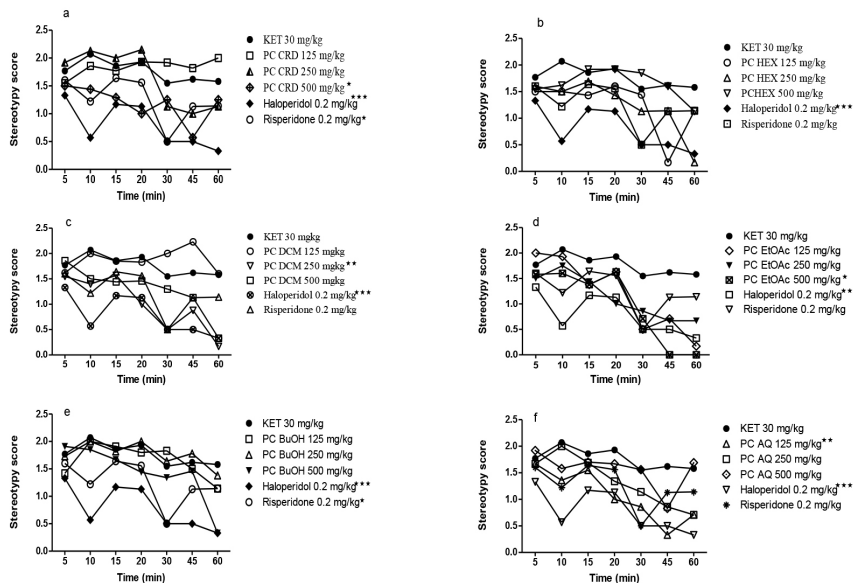 a
Stereotypy score
2.5
2.0
1.5
1.0
0.5
0.0
5 10 15 20 30 45 60
Time (min)
KET 30 mg/kg
PC CRD 125 mg/kg
PC CRD 250 mg/kg
PC CRD 500 mg/kg *
Haloperidol 0.2 mg/kg ***
Risperidone 0.2 mg/kg*
b
Stereotypy score
2.5
2.0
1.5
1.0
0.5
0.0
5 10 15 20 30 45 60
Time (min)
KET 30 mg/kg
PC HEX 125 mg/kg
PC HEX 250 mg/kg
PCHEX 500 mg/kg
Haloperidol 0.2 mg/kg ***
Risperidone 0.2 mg/kg
c
Stereotypy score
2.5
2.0
1.5
1.0
0.5
0.0
5 10 15 20 30 45 60
Time (min)
KET 30 mgkg
PC DCM 125 mgkg
PC DCM 250 mgkg **
PC DCM 500 mgkg
Haloperidol 0.2 mg/kg ***
Risperidone 0.2 mg/kg
d
Stereotypy score
2.5
2.0
1.5
1.0
0.5
0.0
5 10 15 20 30 45 60
Time (min)
KET 30 mg/kg
PC EtOAc 125 mg/kg
PC EtOAc 250 mg/kg
PC EtOAc 500 mg/kg *
Haloperidol 0.2 mg/kg **
Risperidone 0.2 mg/kg
e
Stereotypy score
2.5
2.0
1.5
1.0
0.5
0.0
5 10 15 20 30 45 60
Time (min)
KET 30 mg/kg
PC BuOH 125 mg/kg
PC BuOH 250 mg/kg
PC BuOH 500 mg/kg
Haloperidol 0.2 mg/kg ***
Risperidone 0.2 mg/kg *
f
Stereotypy score
2.5
2.0
1.5
1.0
0.5
0.0
5 10 15 20 30 45 60
Time (min)
KET 30 mg/kg
PC AQ 125 mg/kg **
PC AQ 250 mg/kg
PC AQ 500 mg/kg
Haloperidol 0.2 mg/kg ***
Risperidone 0.2 mg/kg